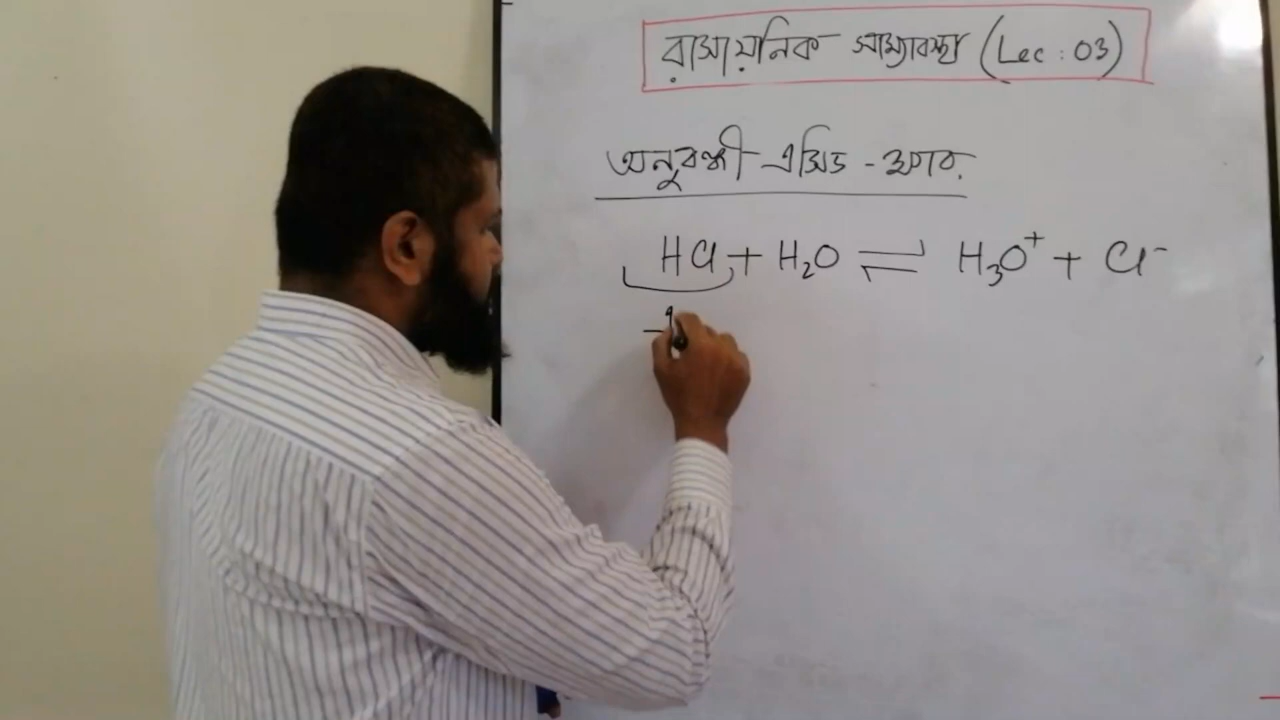 রাসায়নিক সাম্যাবস্থা (Lec : 03)
অনুবন্ধী এসিড - ক্ষার.
HCl + H₂O ⇌ H₃O⁺ + Cl⁻